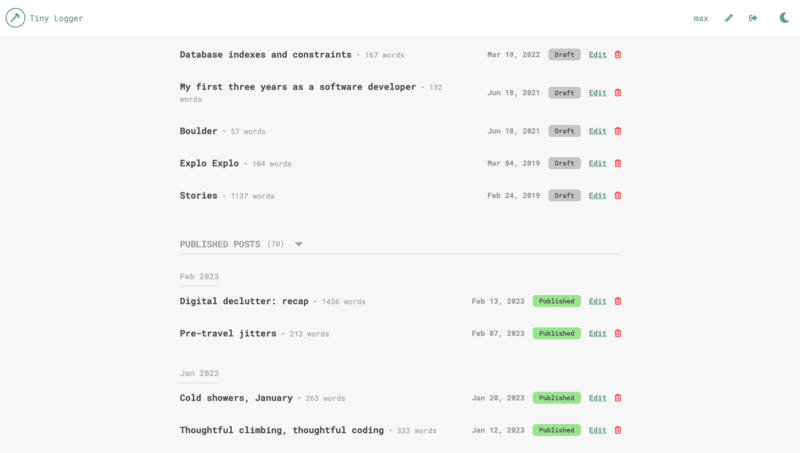 Tiny Logger
max
Database indexes and constraints • 167 words Mar 19, 2022 Draft Edit
My first three years as a software developer • 132
words Jun 18, 2021 Draft Edit
Boulder • 57 words Jun 18, 2021 Draft Edit
Explo Explo • 104 words Mar 04, 2019 Draft Edit
Stories • 1137 words Feb 24, 2019 Draft Edit
PUBLISHED POSTS (70)
Feb 2023
Digital declutter: recap • 1456 words Feb 13, 2023 Published Edit
Pre-travel jitters • 213 words Feb 07, 2023 Published Edit
Jan 2023
Cold showers, January • 263 words Jan 20, 2023 Published Edit
Thoughtful climbing, thoughtful coding • 333 words Jan 12, 2023 Published Edit